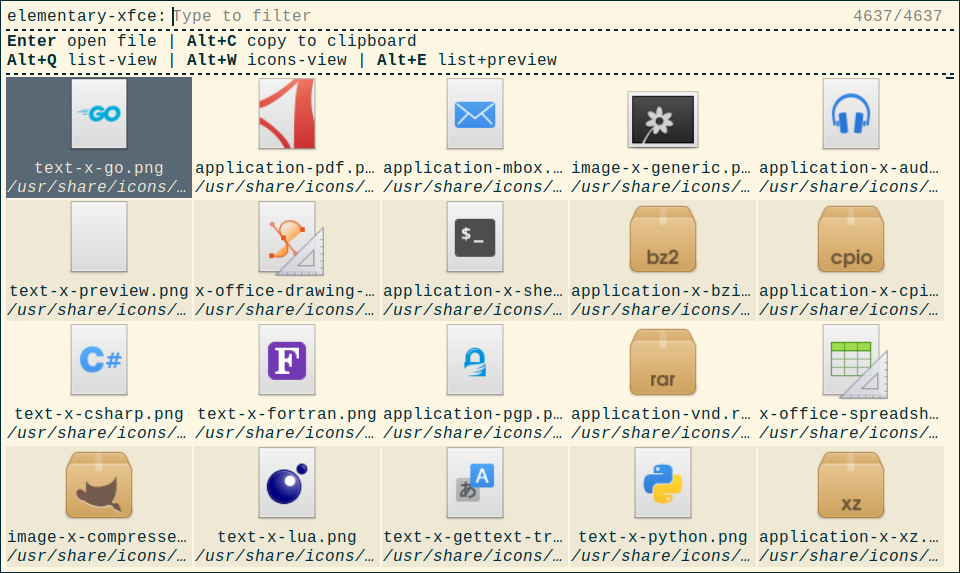 elementary-xfce: Type to filter 4637/4637
Enter open file | Alt+C copy to clipboard
Alt+Q list-view | Alt+W icons-view | Alt+E list+preview
GO
text-x-go.png application-pdf.p… application-mbox.… image-x-generic.p… application-x-aud…
/usr/share/icons/… /usr/share/icons/… /usr/share/icons/… /usr/share/icons/… /usr/share/icons/…
$_ bz2 cpio
text-x-preview.png x-office-drawing-… application-x-she… application-x-bzi… application-x-cpi…
/usr/share/icons/… /usr/share/icons/… /usr/share/icons/… /usr/share/icons/… /usr/share/icons/…
C# F rar
text-x-csharp.png text-x-fortran.png application-pgp.p… application-vnd.r… x-office-spreadsh…
/usr/share/icons/… /usr/share/icons/… /usr/share/icons/… /usr/share/icons/… /usr/share/icons/…
あ A xz
image-x-compresse… text-x-lua.png text-x-gettext-tr… text-x-python.png application-x-xz.…
/usr/share/icons/… /usr/share/icons/… /usr/share/icons/… /usr/share/icons/… /usr/share/icons/…